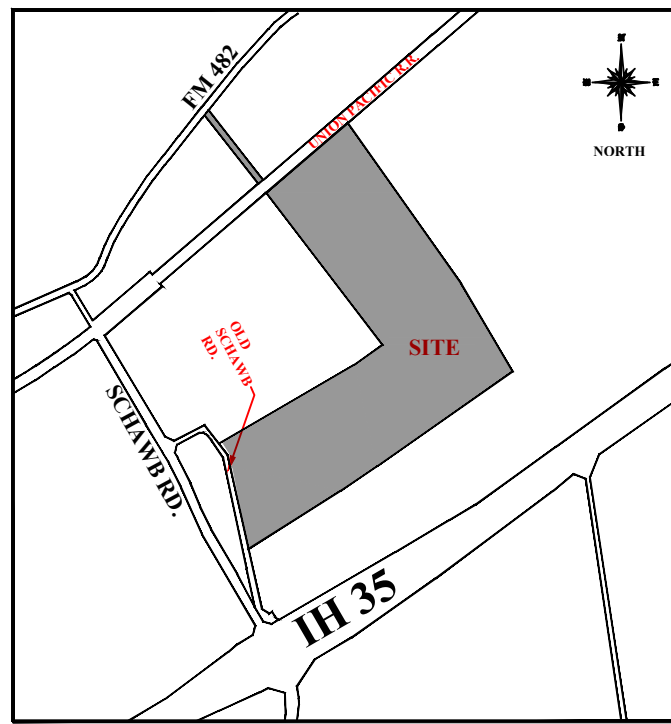 FM 482
UNION PACIFIC R.R.
N
NORTH
OLD
SCHAWB
RD.
SITE
SCHAWB RD.
IH 35